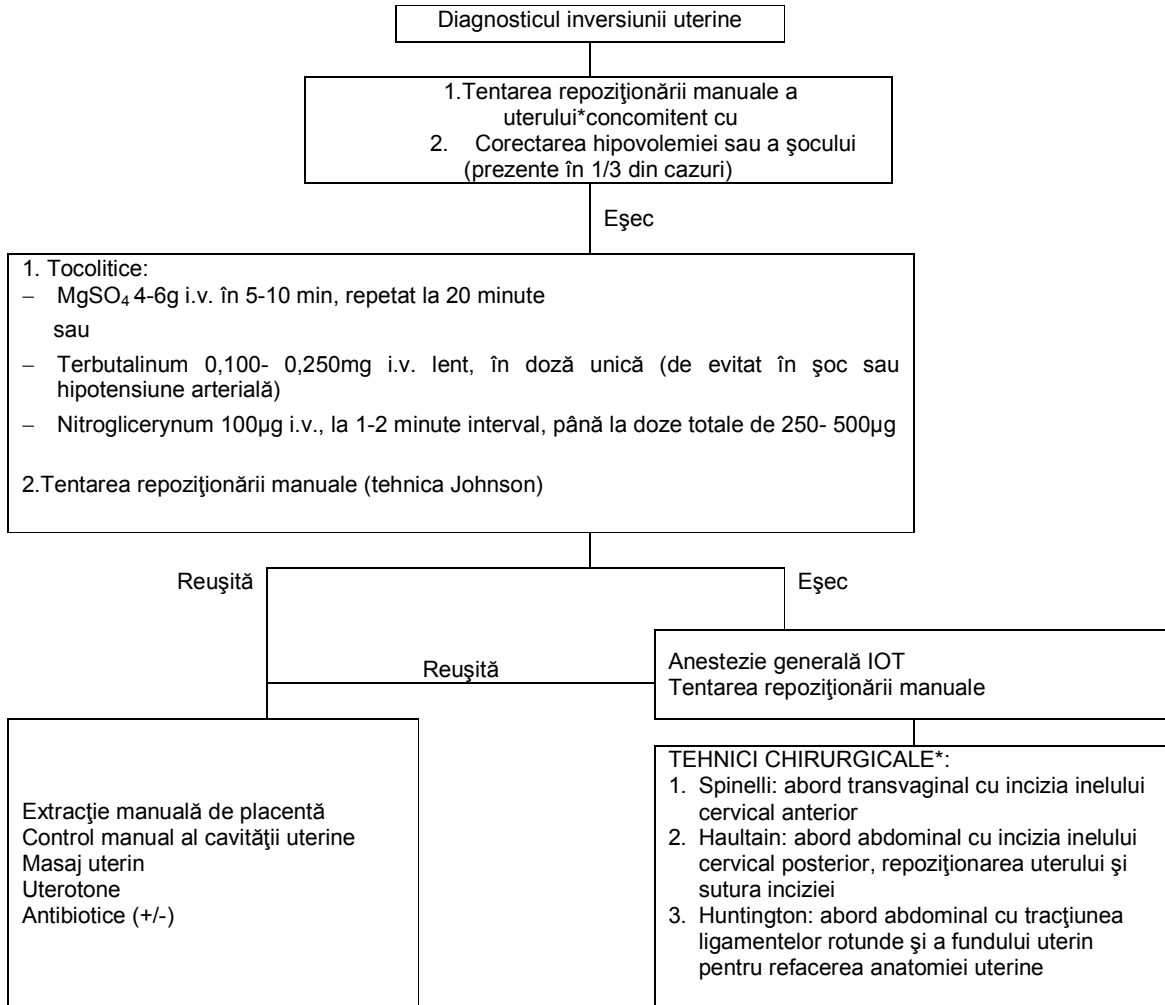 Diagnosticul inversiunii uterine
1.Tentarea repoziţionării manuale a
uterului*concomitent cu
2. Corectarea hipovolemiei sau a şocului
(prezente în 1/3 din cazuri)
Eşec
1. Tocolitice:
− MgSO4 4-6g i.v. în 5-10 min, repetat la 20 minute
sau
− Terbutalinum 0,100- 0,250mg i.v. lent, în doză unică (de evitat în şoc sau
hipotensiune arterială)
− Nitroglicerynum 100µg i.v., la 1-2 minute interval, până la doze totale de 250- 500µg
2.Tentarea repoziţionării manuale (tehnica Johnson)
Reuşită
Eşec
Reuşită
Anestezie generală IOT
Tentarea repoziţionării manuale
Extracţie manuală de placentă
Control manual al cavităţii uterine
Masaj uterin
Uterotone
Antibiotice (+/-)
TEHNICI CHIRURGICALE*:
1. Spinelli: abord transvaginal cu incizia inelului
cervical anterior
2. Haultain: abord abdominal cu incizia inelului
cervical posterior, repoziţionarea uterului şi
sutura inciziei
3. Huntington: abord abdominal cu tracţiunea
ligamentelor rotunde şi a fundului uterin
pentru refacerea anatomiei uterine